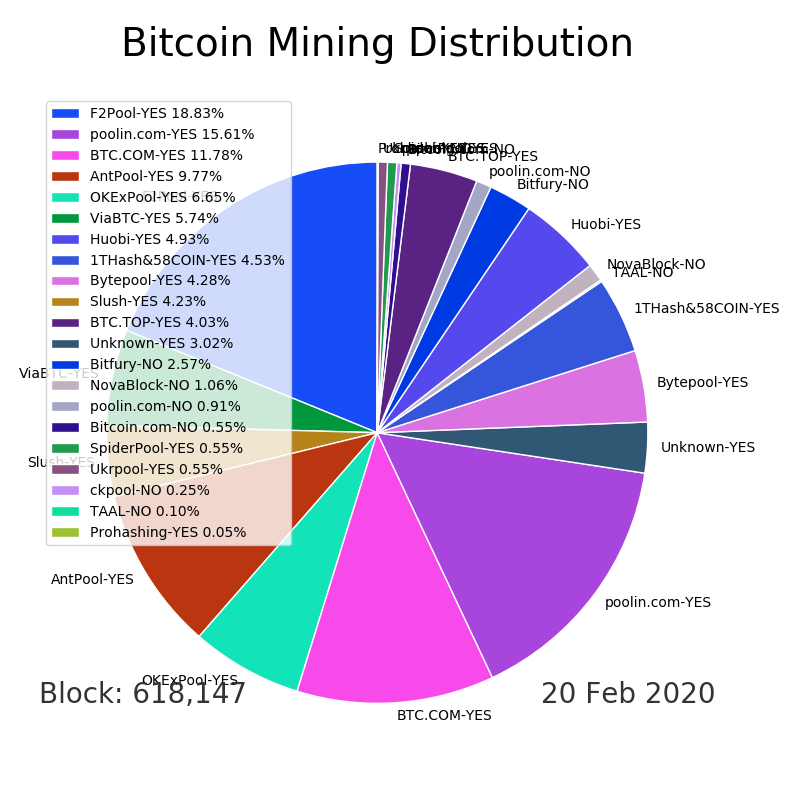 Bitcoin Mining Distribution
F2Pool-YES 18.83%
poolin.com-YES 15.61%
BTC.COM-YES 11.78%
AntPool-YES 9.77%
OKExPool-YES 6.65%
ViaBTC-YES 5.74%
Huobi-YES 4.93%
1THash&58COIN-YES 4.53%
Bytepool-YES 4.28%
Slush-YES 4.23%
BTC.TOP-YES 4.03%
Unknown-YES 3.02%
Bitfury-NO 2.57%
NovaBlock-NO 1.06%
poolin.com-NO 0.91%
Bitcoin.com-NO 0.55%
SpiderPool-YES 0.55%
Ukrpool-YES 0.55%
ckpool-NO 0.25%
TAAL-NO 0.10%
Prohashing-YES 0.05%
BTC.TOP-YES
poolin.com-NO
Bitfury-NO
Huobi-YES
NovaBlock-NO
TAAL-NO
1THash&58COIN-YES
Bytepool-YES
Unknown-YES
poolin.com-YES
BTC.COM-YES
OKExPool-YES
AntPool-YES
Slush-YES
ViaBTC-YES
Block: 618,147
20 Feb 2020